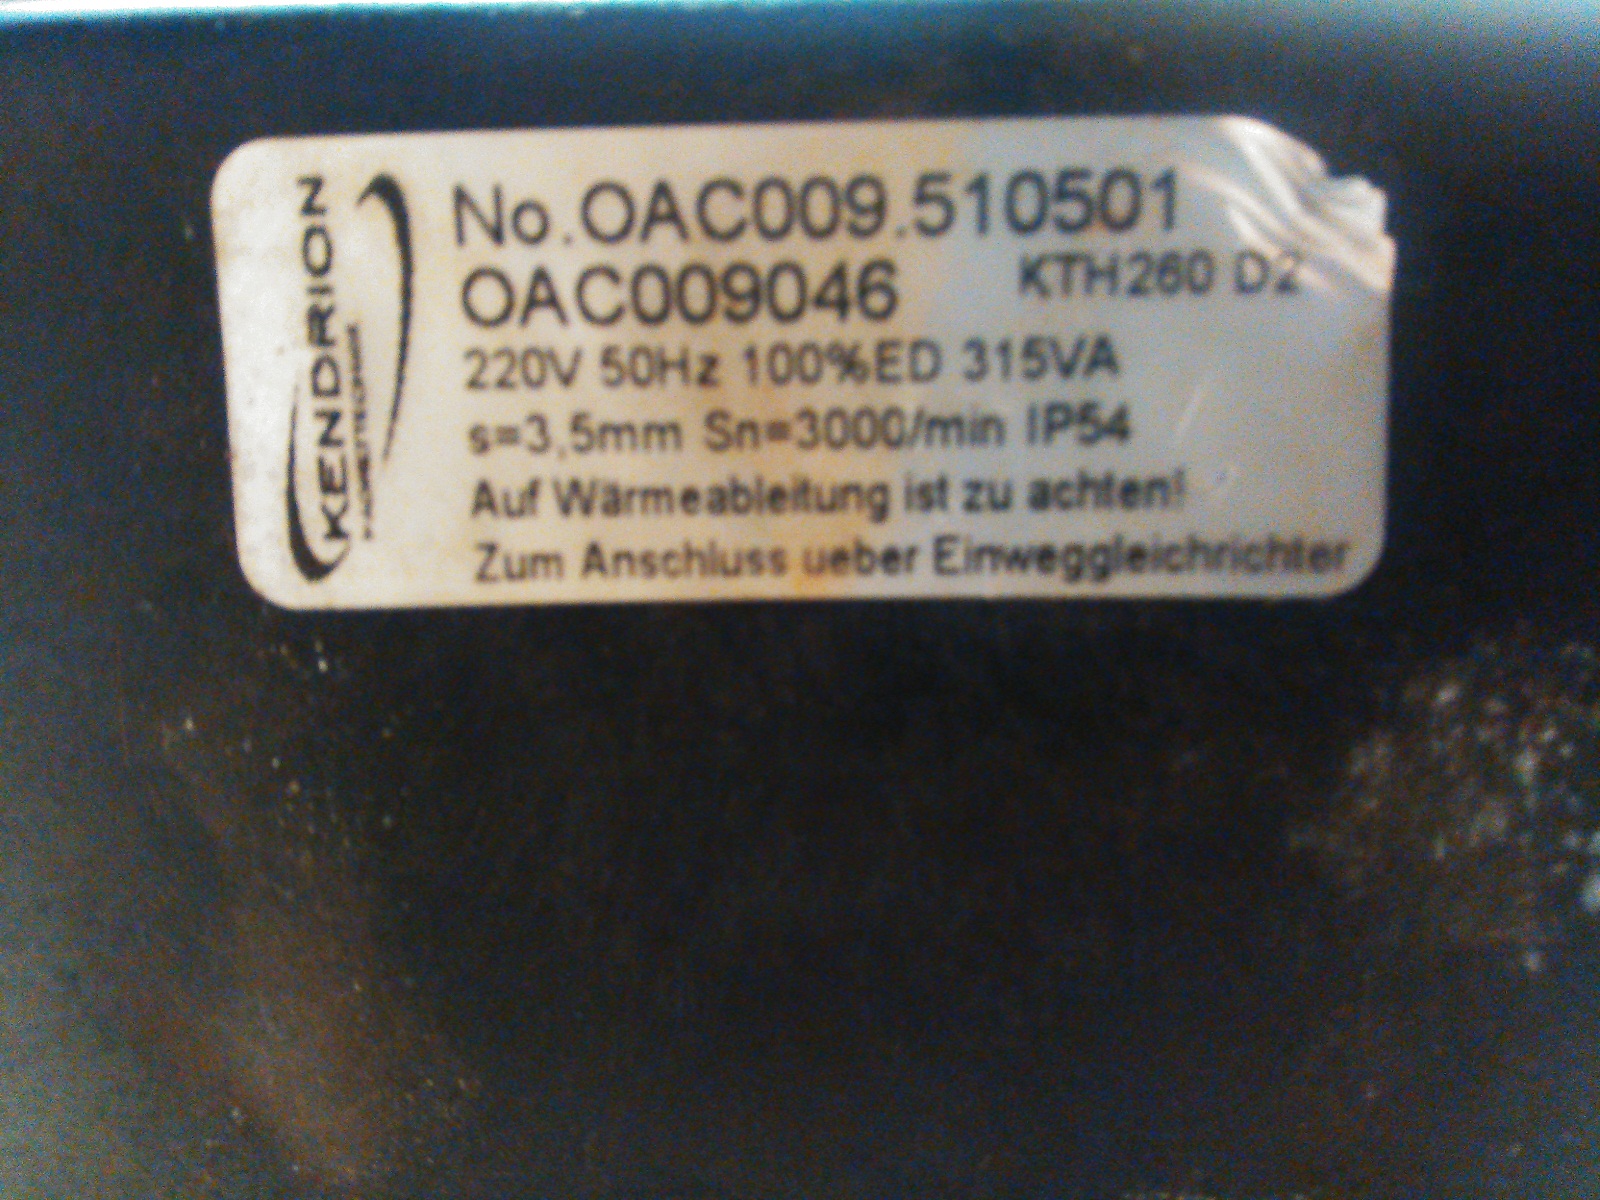 KENDRION
MAGNETTECHNIK
No.OAC009.510501
OAC009046 KTH260 D2
220V 50Hz 100%ED 315VA
s=3,5mm Sn=3000/min IP54
Auf Wärmeableitung ist zu achten!
Zum Anschluss ueber Einweggleichrichter